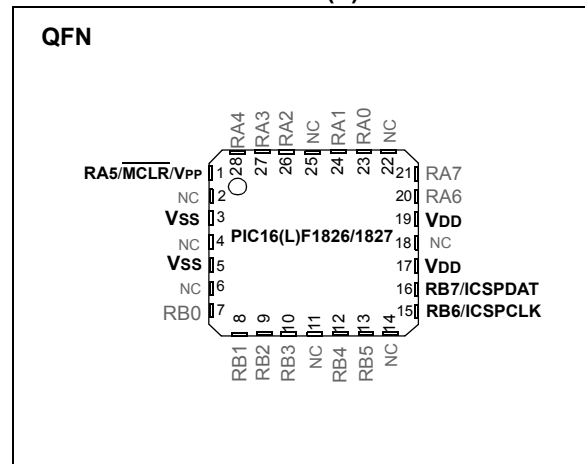 QFN
RA4
RA3
RA2
NC
RA1
RA0
NC
28
27
26
25
24
23
22
RA5/MCLR/VPP 1
NC 2
VSS 3
NC 4
VSS 5
NC 6
RB0 7
PIC16(L)F1826/1827
21 RA7
20 RA6
19 VDD
18 NC
17 VDD
16 RB7/ICSPDAT
15 RB6/ICSPCLK
8
9
10
11
12
13
14
RB1
RB2
RB3
NC
RB4
RB5
NC